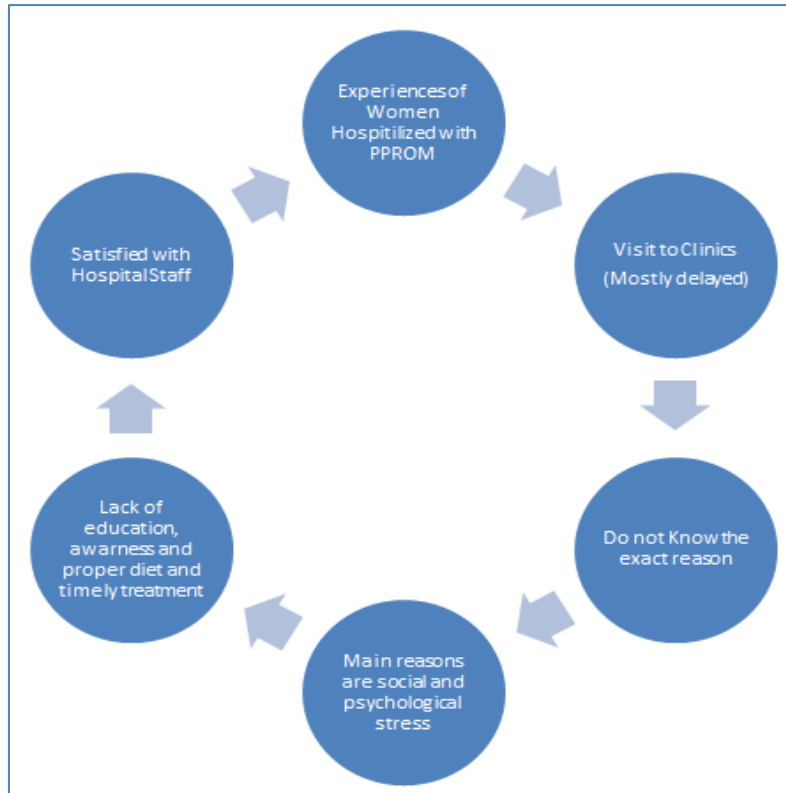 Experiences of
Women
Hospitilized with
PPROM
Visit to Clinics
(Mostly delayed)
Do not Know the
exact reason
Main reasons
are social and
psychological
stress
Lack of
education,
awarness and
proper diet and
timely treatment
Satisfied with
Hospital Staff